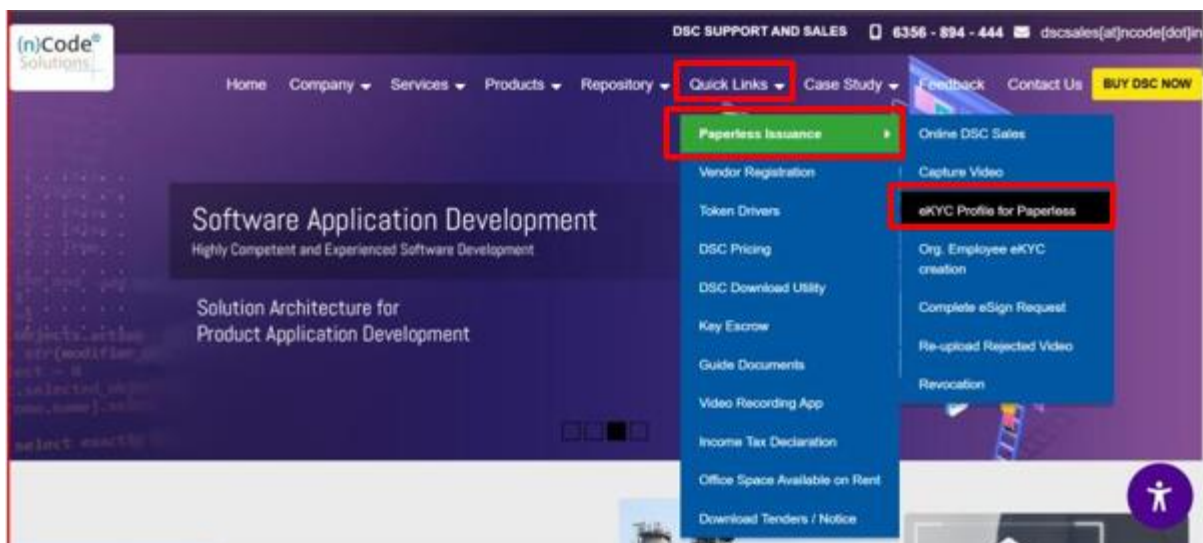 (n)Code®
Solutions
DSC SUPPORT AND SALES 6356 - 894 - 444 dscsales[at]ncode[dot]in
Home Company Services Products Repository Quick Links Case Study Feedback Contact Us BUY DSC NOW
Paperless Issuance
Vendor Registration
Token Drivers
DSC Pricing
DSC Download Utility
Key Escrow
Guide Documents
Video Recording App
Income Tax Declaration
Office Space Available on Rent
Download Tenders / Notice
Online DSC Sales
Capture Video
eKYC Profile for Paperless
Org. Employee eKYC
creation
Complete eSign Request
Re-upload Rejected Video
Revocation
Software Application Development
Highly Competent and Experienced Software Development
Solution Architecture for
Product Application Development